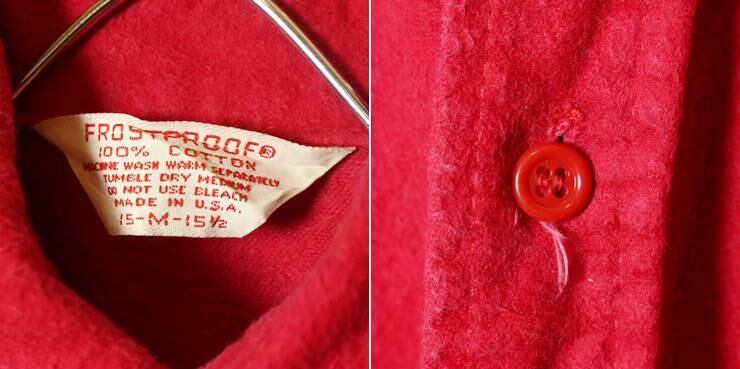 FROSTPROOF®
100% COTTON
MACHINE WASH WARM SEPARATELY
TUMBLE DRY MEDIUM
DO NOT USE BLEACH
MADE IN U.S.A.
15-M-15½